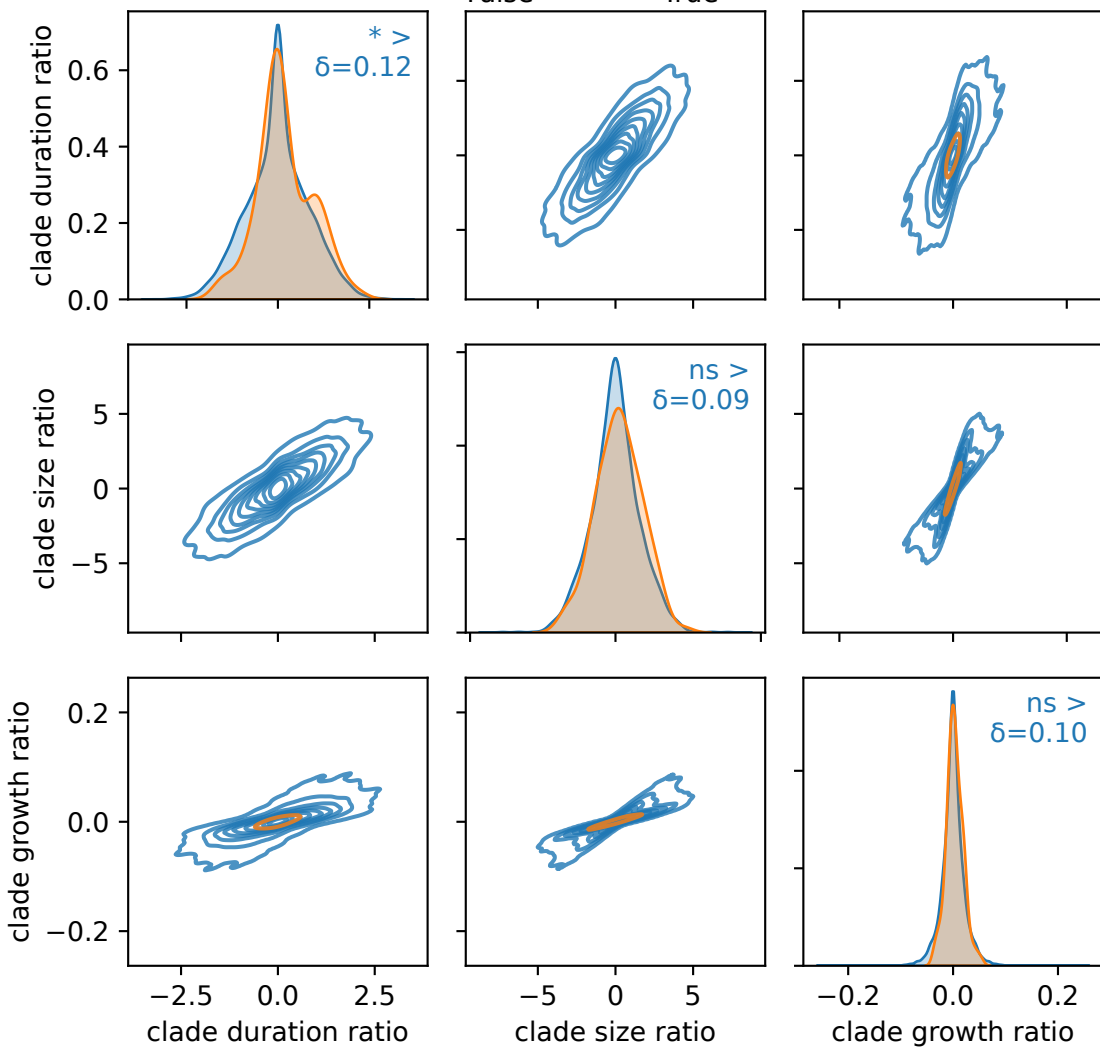 clade duration ratio
0.6
0.4
0.2
0.0
* >
δ=0.12
clade size ratio
5
0
−5
ns >
δ=0.09
clade growth ratio
0.2
0.0
−0.2
ns >
δ=0.10
−2.5 0.0 2.5
−5 0 5
−0.2 0.0 0.2
clade duration ratio
clade size ratio
clade growth ratio